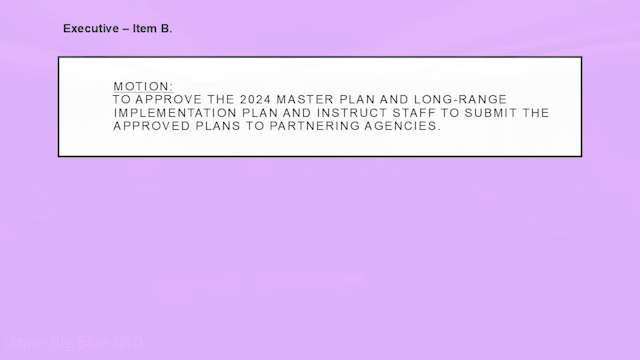 Executive – Item B.
MOTION:
TO APPROVE THE 2024 MASTER PLAN AND LONG-RANGE
IMPLEMENTATION PLAN AND INSTRUCT STAFF TO SUBMIT THE
APPROVED PLANS TO PARTNERING AGENCIES.